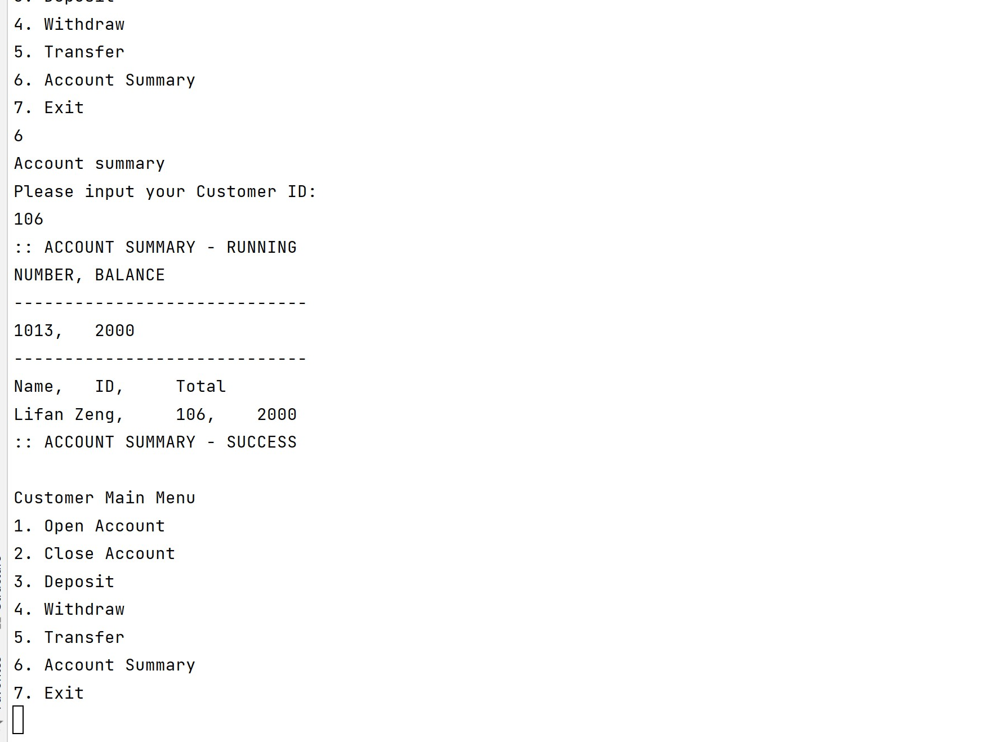 3. Deposit
4. Withdraw
5. Transfer
6. Account Summary
7. Exit
6
Account summary
Please input your Customer ID:
106
:: ACCOUNT SUMMARY - RUNNING
NUMBER, BALANCE
-----------------------------
1013,   2000
-----------------------------
Name,   ID,     Total
Lifan Zeng,     106,    2000
:: ACCOUNT SUMMARY - SUCCESS

Customer Main Menu
1. Open Account
2. Close Account
3. Deposit
4. Withdraw
5. Transfer
6. Account Summary
7. Exit